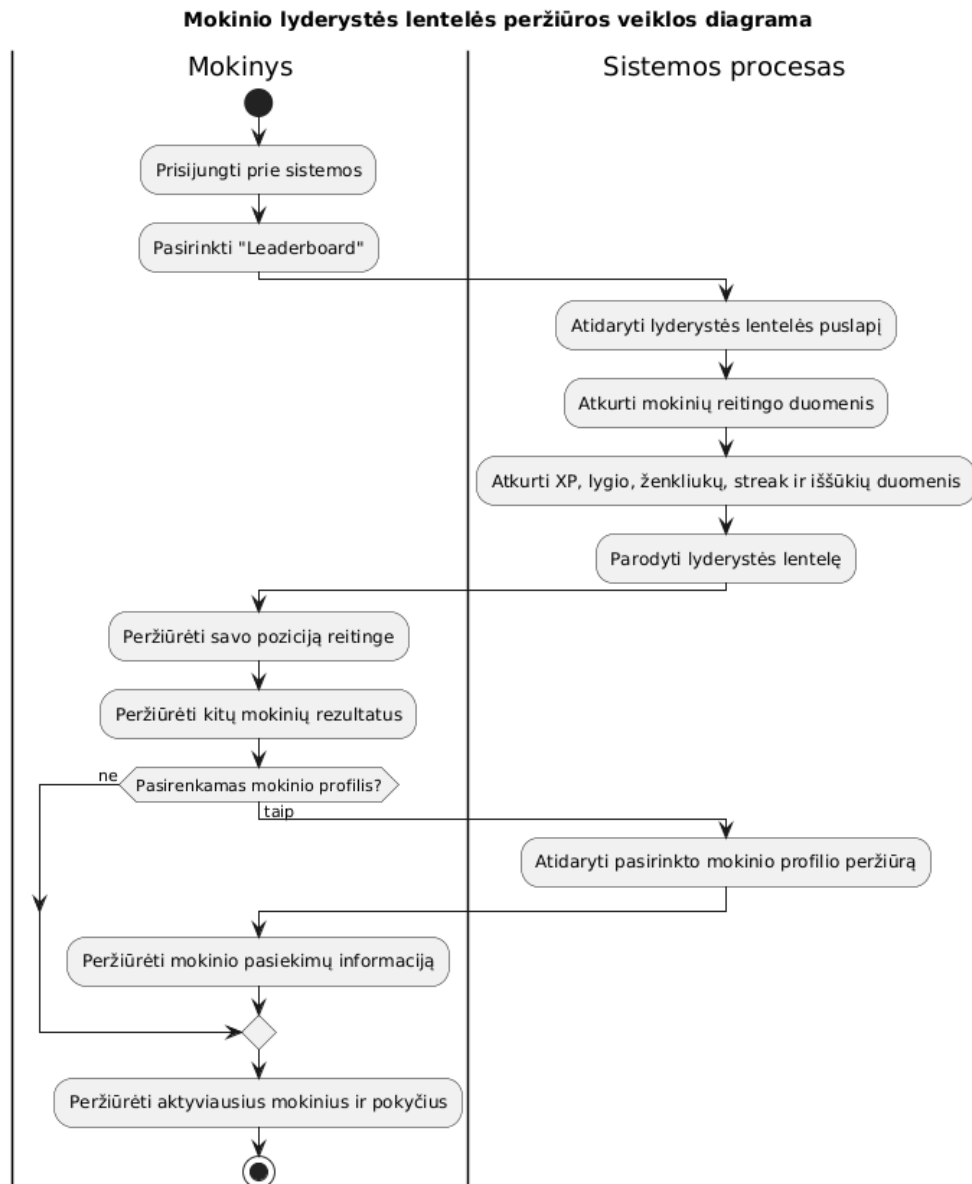 Mokinio lyderystės lentelės peržiūros veiklos diagrama
Mokinys
Sistemos procesas
Prisijungti prie sistemos
Pasirinkti "Leaderboard"
Atidaryti lyderystės lentelės puslapį
Atkurti mokinių reitingo duomenis
Atkurti XP, lygio, ženkliukų, streak ir iššūkių duomenis
Parodyti lyderystės lentelę
Peržiūrėti savo poziciją reitinge
Peržiūrėti kitų mokinių rezultatus
ne
Pasirenkamas mokinio profilis?
taip
Atidaryti pasirinkto mokinio profilio peržiūrą
Peržiūrėti mokinio pasiekimų informaciją
Peržiūrėti aktyviausius mokinius ir pokyčius